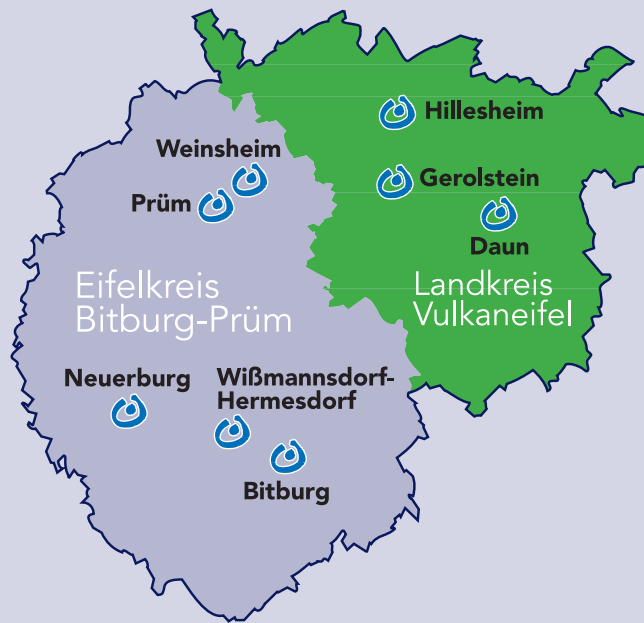 Hillesheim
Weinsheim
Gerolstein
Prüm
Daun
Eifelkreis
Bitburg-Prüm
Landkreis
Vulkaneifel
Neuerburg
Wißmannsdorf-
Hermesdorf
Bitburg